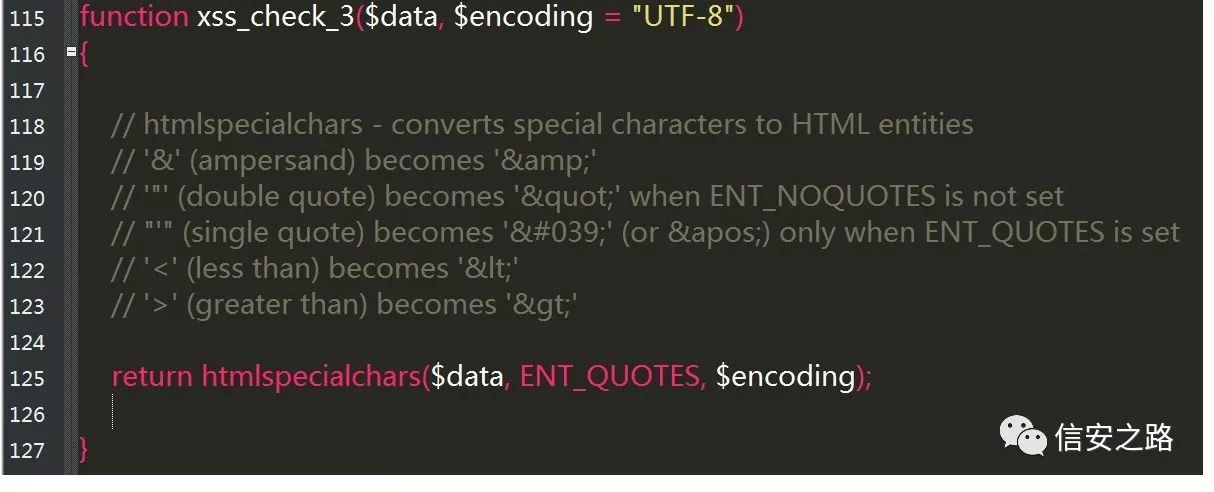 115 function xss_check_3($data, $encoding = "UTF-8")
116 {
117
118 // htmlspecialchars - converts special characters to HTML entities
119 // '&' (ampersand) becomes '&amp;'
120 // '"' (double quote) becomes '&quot;' when ENT_NOQUOTES is not set
121 // "'" (single quote) becomes '&#039;' (or &apos;) only when ENT_QUOTES is set
122 // '<' (less than) becomes '&lt;'
123 // '>' (greater than) becomes '&gt;'
124
125 return htmlspecialchars($data, ENT_QUOTES, $encoding);
126
127 }
信安之路